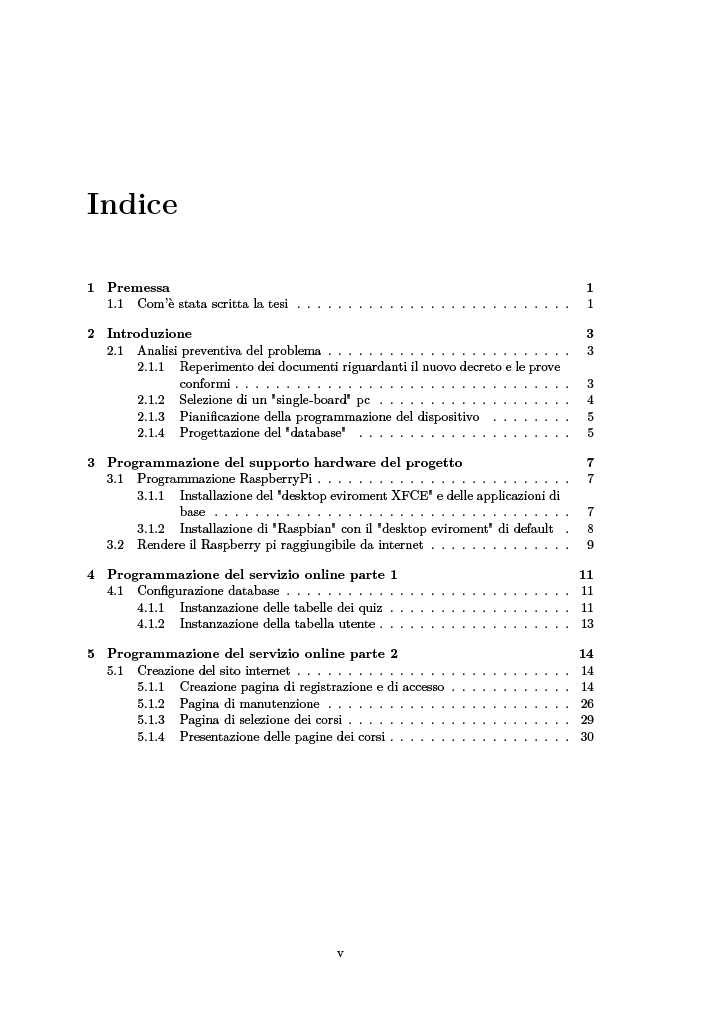 Indice
1 Premessa 1
1.1 Com'è stata scritta la tesi . . . . . . . . . . . . . . . . . . . . . . . . . . . 1
2 Introduzione 3
2.1 Analisi preventiva del problema . . . . . . . . . . . . . . . . . . . . . . . . 3
2.1.1 Reperimento dei documenti riguardanti il nuovo decreto e le prove
conformi . . . . . . . . . . . . . . . . . . . . . . . . . . . . . . . . . 3
2.1.2 Selezione di un "single-board" pc . . . . . . . . . . . . . . . . . . . 4
2.1.3 Pianificazione della programmazione del dispositivo . . . . . . . . 5
2.1.4 Progettazione del "database" . . . . . . . . . . . . . . . . . . . . . 5
3 Programmazione del supporto hardware del progetto 7
3.1 Programmazione RaspberryPi . . . . . . . . . . . . . . . . . . . . . . . . . 7
3.1.1 Installazione del "desktop eviroment XFCE" e delle applicazioni di
base . . . . . . . . . . . . . . . . . . . . . . . . . . . . . . . . . . . 7
3.1.2 Installazione di "Raspbian" con il "desktop eviroment" di default . 8
3.2 Rendere il Raspberry pi raggiungibile da internet . . . . . . . . . . . . . . 9
4 Programmazione del servizio online parte 1 11
4.1 Configurazione database . . . . . . . . . . . . . . . . . . . . . . . . . . . . 11
4.1.1 Instanzazione delle tabelle dei quiz . . . . . . . . . . . . . . . . . . 11
4.1.2 Instanzazione della tabella utente . . . . . . . . . . . . . . . . . . . 13
5 Programmazione del servizio online parte 2 14
5.1 Creazione del sito internet . . . . . . . . . . . . . . . . . . . . . . . . . . . 14
5.1.1 Creazione pagina di registrazione e di accesso . . . . . . . . . . . . 14
5.1.2 Pagina di manutenzione . . . . . . . . . . . . . . . . . . . . . . . . 26
5.1.3 Pagina di selezione dei corsi . . . . . . . . . . . . . . . . . . . . . . 29
5.1.4 Presentazione delle pagine dei corsi . . . . . . . . . . . . . . . . . . 30
v